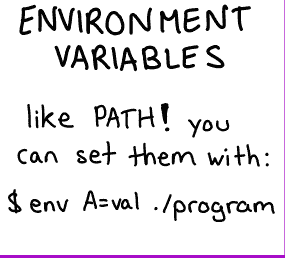 ENVIRONMENT
VARIABLES
like PATH! you
can set them with:
$ env A=val ./program